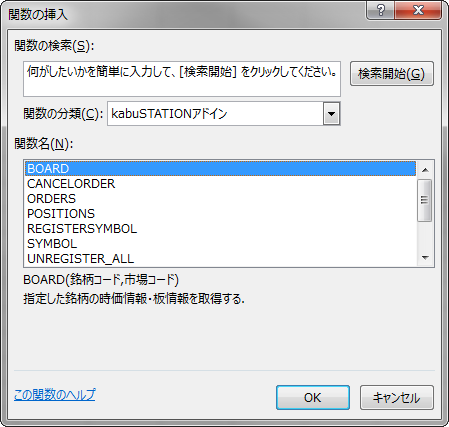 関数の挿入
関数の検索(S):
何がしたいかを簡単に入力して、[検索開始] をクリックしてください。
検索開始(G)
関数の分類(C): kabuSTATIONアドイン
関数名(N):
BOARD
CANCELORDER
ORDERS
POSITIONS
REGISTERSYMBOL
SYMBOL
UNREGISTER_ALL
BOARD(銘柄コード,市場コード)
指定した銘柄の時価情報・板情報を取得する.
この関数のヘルプ
OK
キャンセル